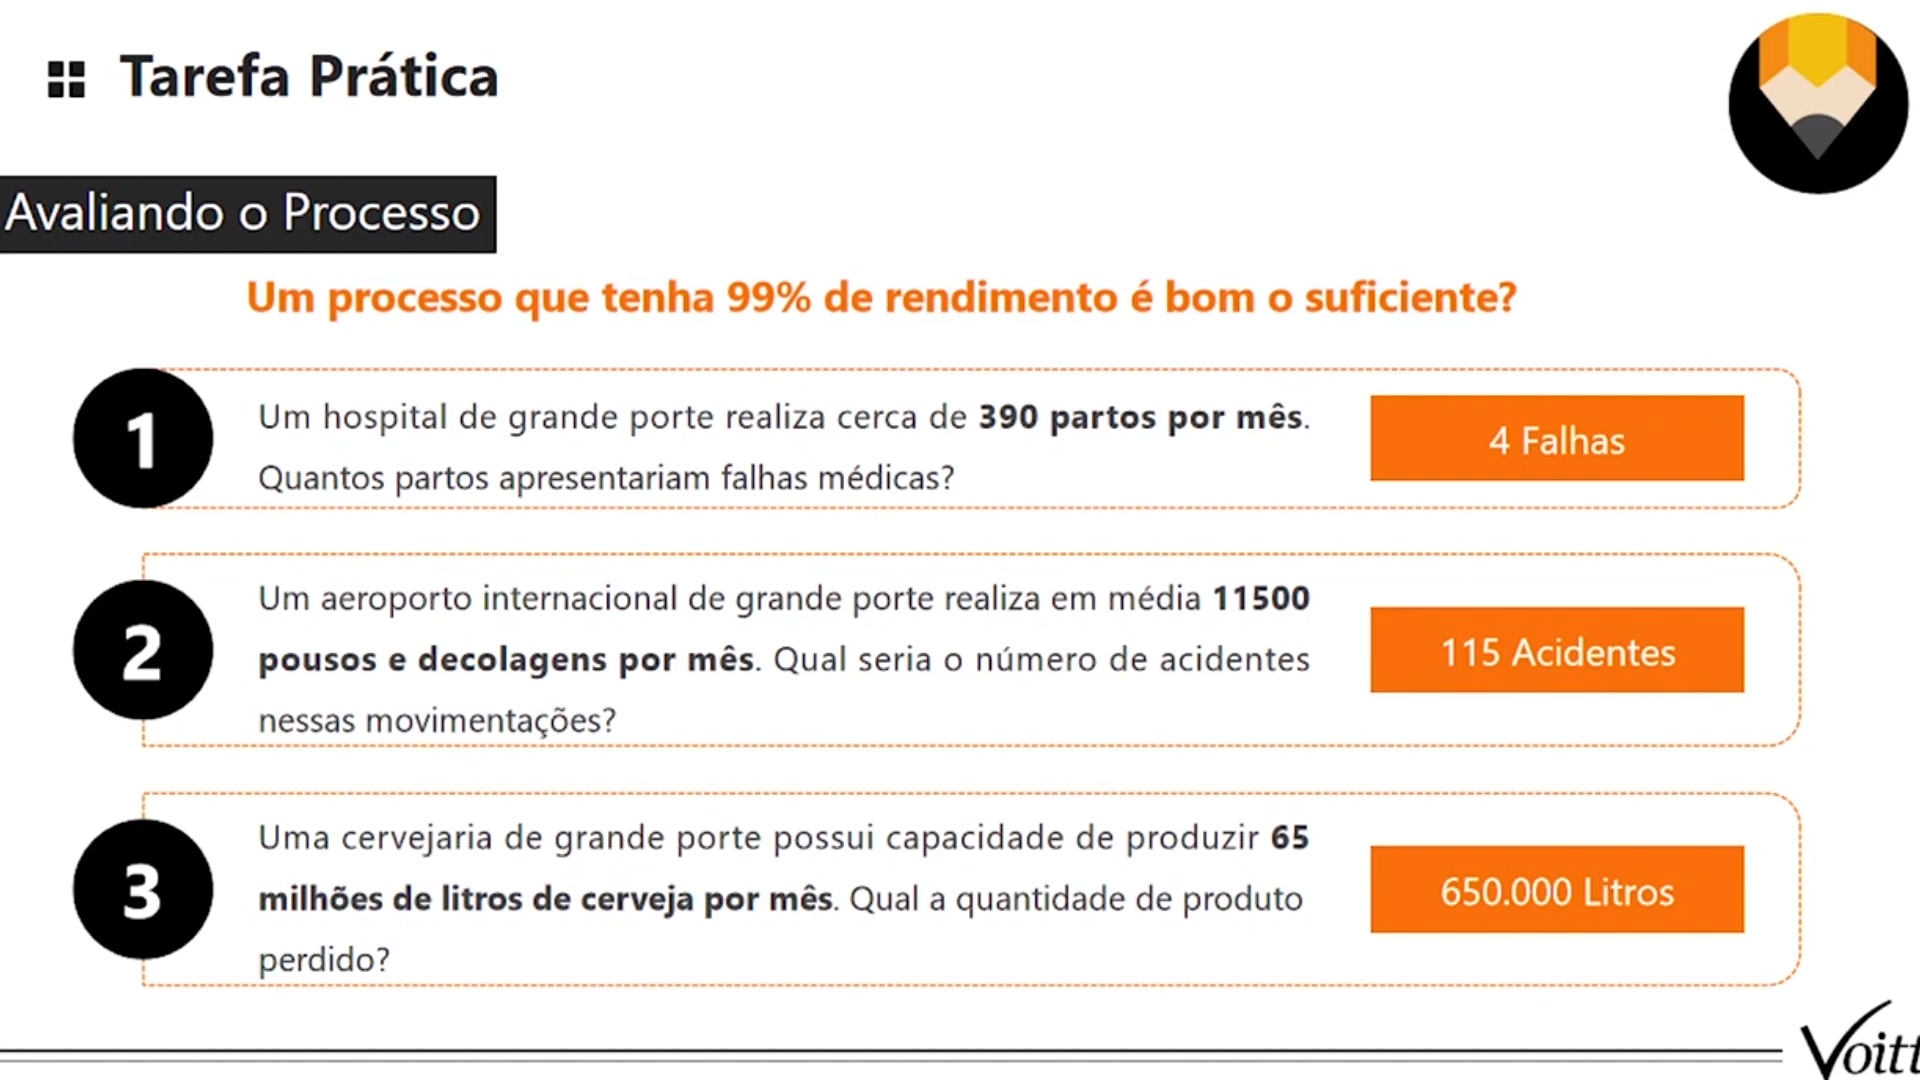 Tarefa Prática
Avaliando o Processo
Um processo que tenha 99% de rendimento é bom o suficiente?
1
Um hospital de grande porte realiza cerca de 390 partos por mês.
Quantos partos apresentariam falhas médicas?
4 Falhas
2
Um aeroporto internacional de grande porte realiza em média 11500
pousos e decolagens por mês. Qual seria o número de acidentes
nessas movimentações?
115 Acidentes
3
Uma cervejaria de grande porte possui capacidade de produzir 65
milhões de litros de cerveja por mês. Qual a quantidade de produto
perdido?
650.000 Litros
Voitt